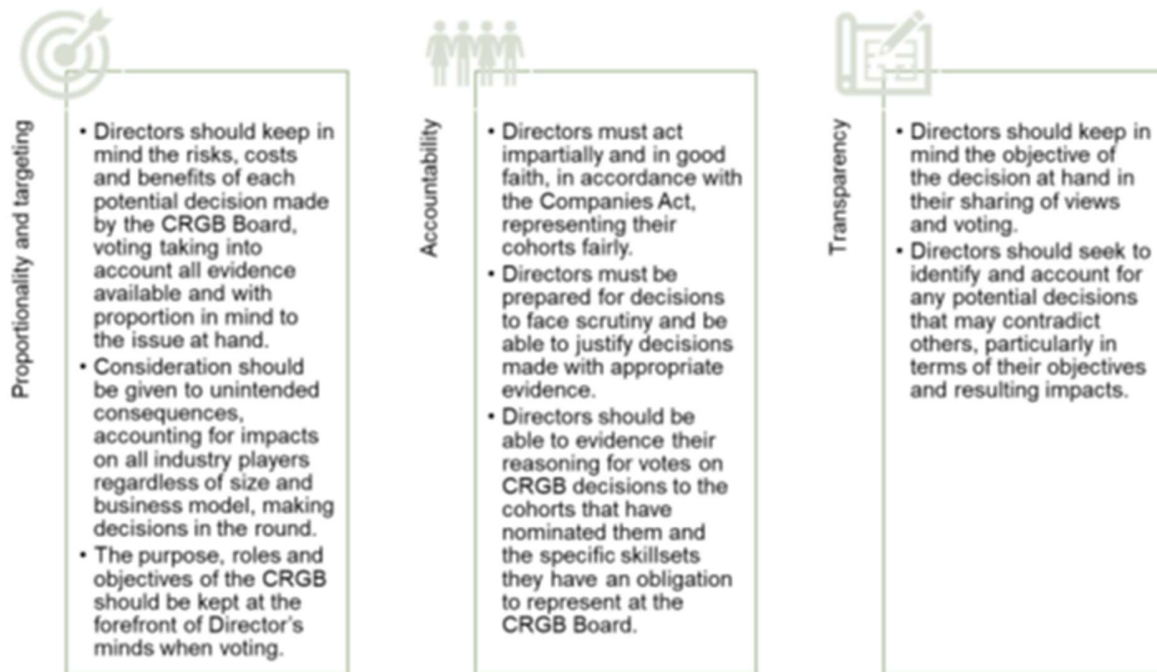 Proportionality and targeting
• Directors should keep in
mind the risks, costs
and benefits of each
potential decision made
by the CRGB Board,
voting taking into
account all evidence
available and with
proportion in mind to
the issue at hand.
• Consideration should
be given to unintended
consequences,
accounting for impacts
on all industry players
regardless of size and
business model, making
decisions in the round.
• The purpose, roles and
objectives of the CRGB
should be kept at the
forefront of Director's
minds when voting.
Accountability
• Directors must act
impartially and in good
faith, in accordance with
the Companies Act,
representing their
cohorts fairly.
• Directors must be
prepared for decisions
to face scrutiny and be
able to justify decisions
made with appropriate
evidence.
• Directors should be
able to evidence their
reasoning for votes on
CRGB decisions to the
cohorts that have
nominated them and
the specific skillsets
they have an obligation
to represent at the
CRGB Board.
Transparency
• Directors should keep in
mind the objective of
the decision at hand in
their sharing of views
and voting.
• Directors should seek to
identify and account for
any potential decisions
that may contradict
others, particularly in
terms of their objectives
and resulting impacts.